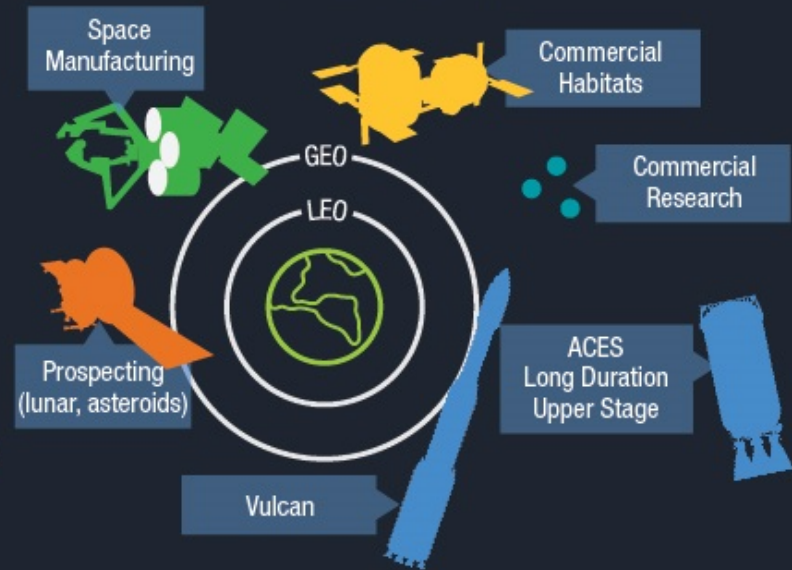 Space
Manufacturing
Commercial
Habitats
GEO
Commercial
Research
LEO
Prospecting
(lunar, asteroids)
ACES
Long Duration
Upper Stage
Vulcan